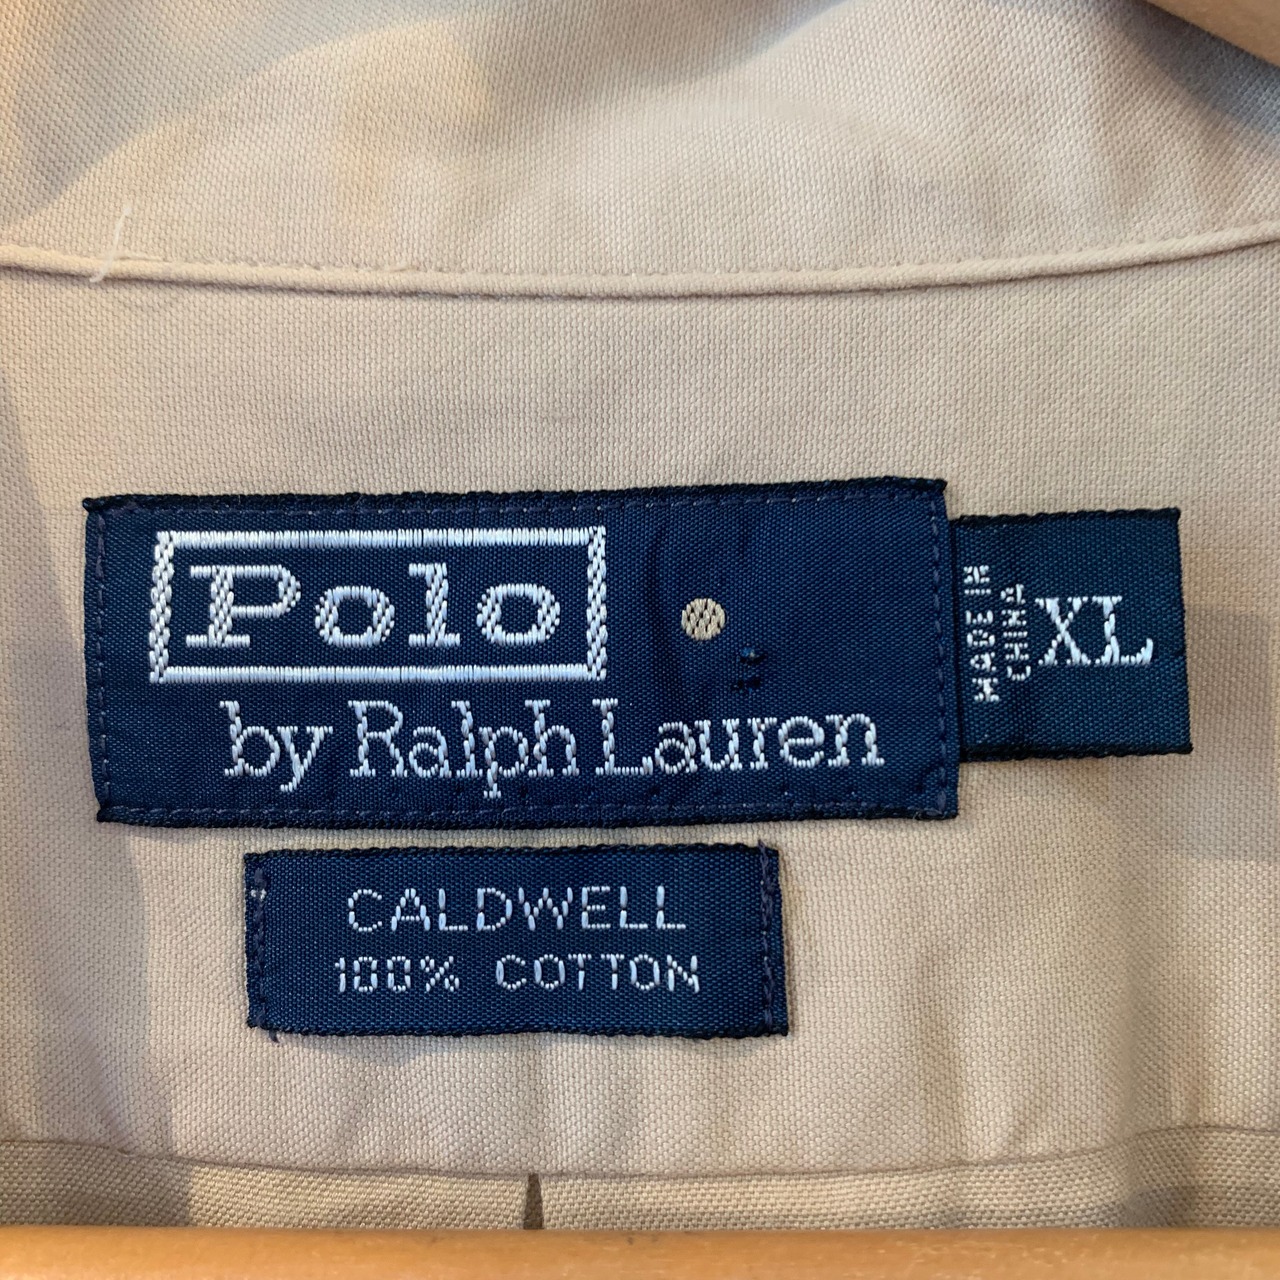 Polo
by Ralph Lauren
MADE IN
CHINA
XL
CALDWELL
100% COTTON